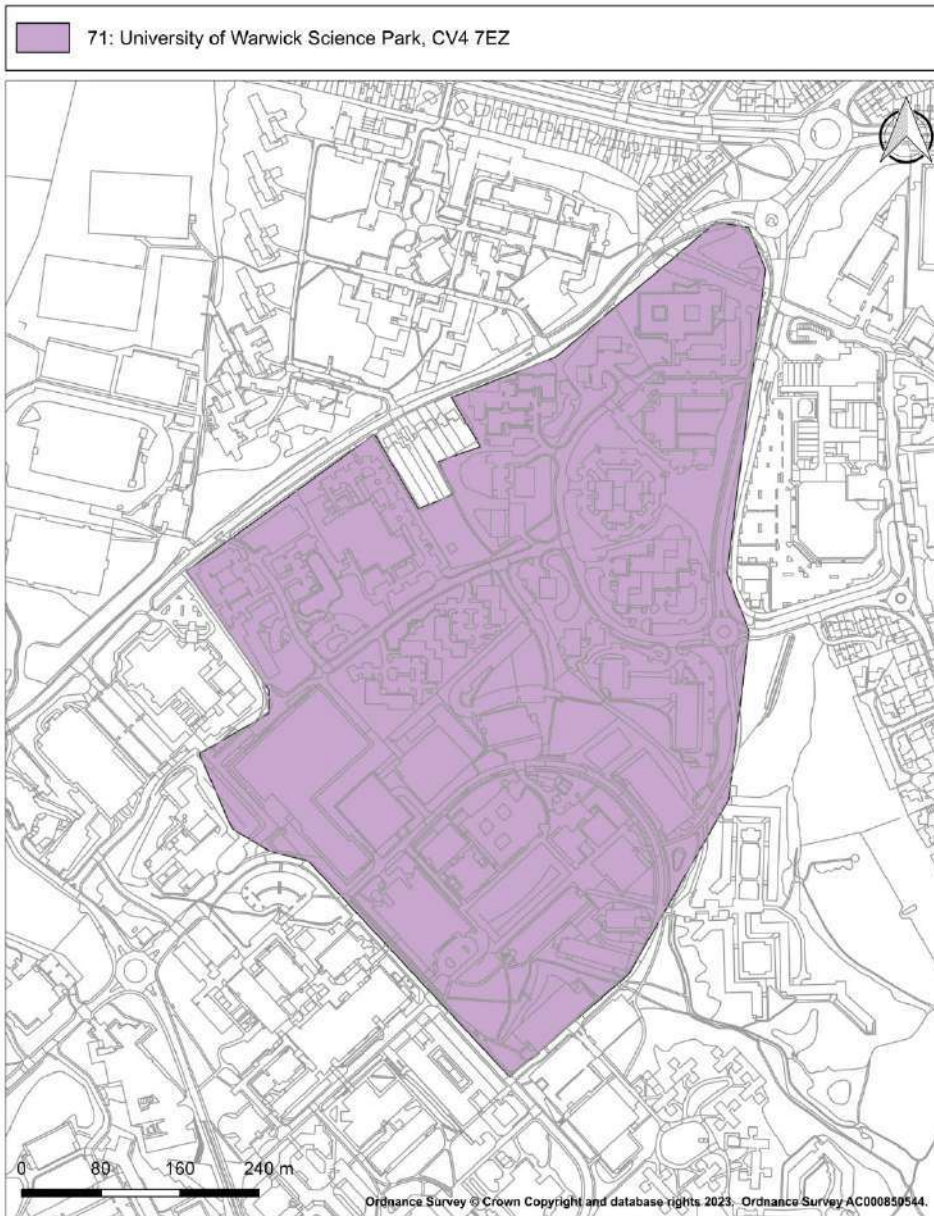 71: University of Warwick Science Park, CV4 7EZ
0 80 160 240 m
Ordnance Survey © Crown Copyright and database rights 2023. Ordnance Survey AC000850544.